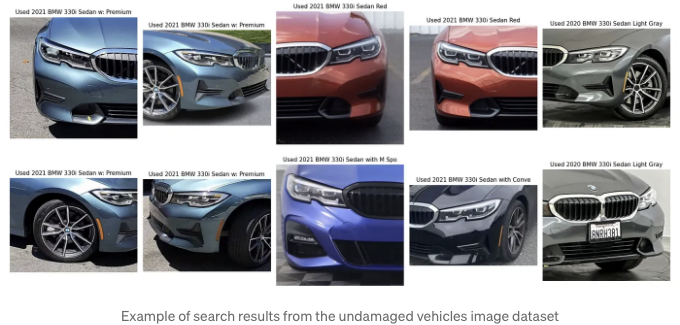 Used 2021 BMW 330i Sedan w: Premium
Used 2021 BMW 330i Sedan w: Premium
Used 2021 BMW 330i Sedan Red
Used 2021 BMW 330i Sedan Red
Used 2020 BMW 330i Sedan Light Gray
Used 2021 BMW 330i Sedan w: Premium
Used 2021 BMW 330i Sedan w: Premium
Used 2021 BMW 330i Sedan with M Spo
Used 2021 BMW 330i Sedan with Conve
Used 2020 BMW 330i Sedan Light Gray
8NRH381
Example of search results from the undamaged vehicles image dataset